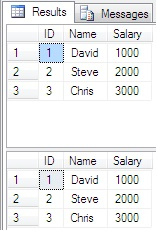 Results Messages
ID Name Salary
1 1 David 1000
2 2 Steve 2000
3 3 Chris 3000
ID Name Salary
1 1 David 1000
2 2 Steve 2000
3 3 Chris 3000